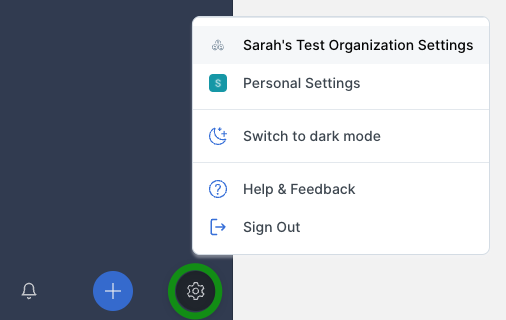 Sarah's Test Organization Settings
S Personal Settings
Switch to dark mode
Help & Feedback
Sign Out